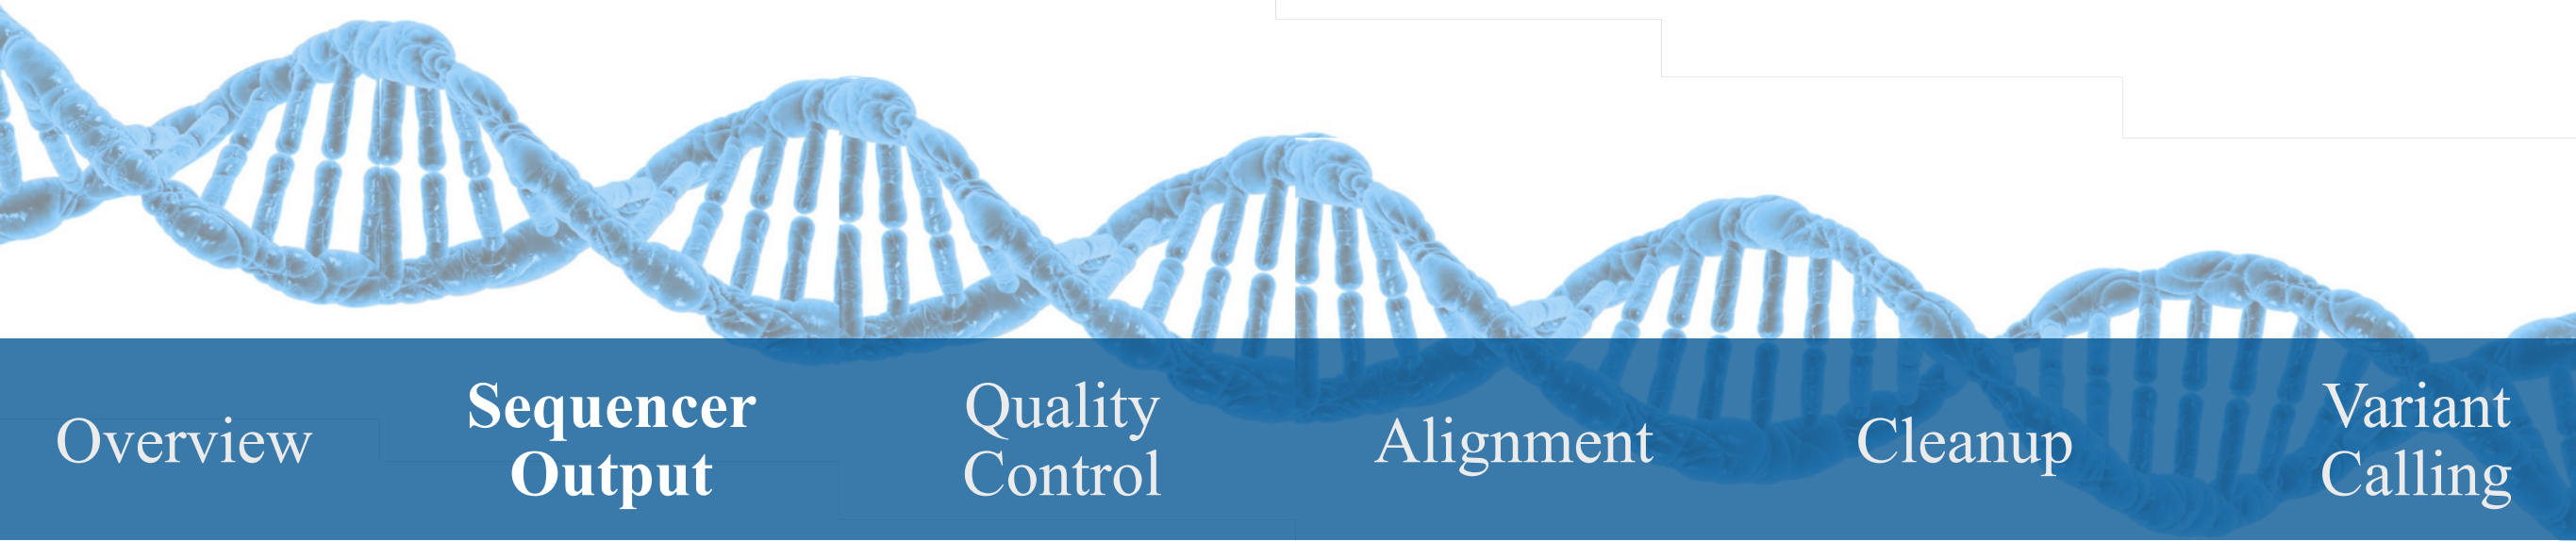 Overview
Sequencer
Output
Quality
Control
Alignment
Cleanup
Variant
Calling